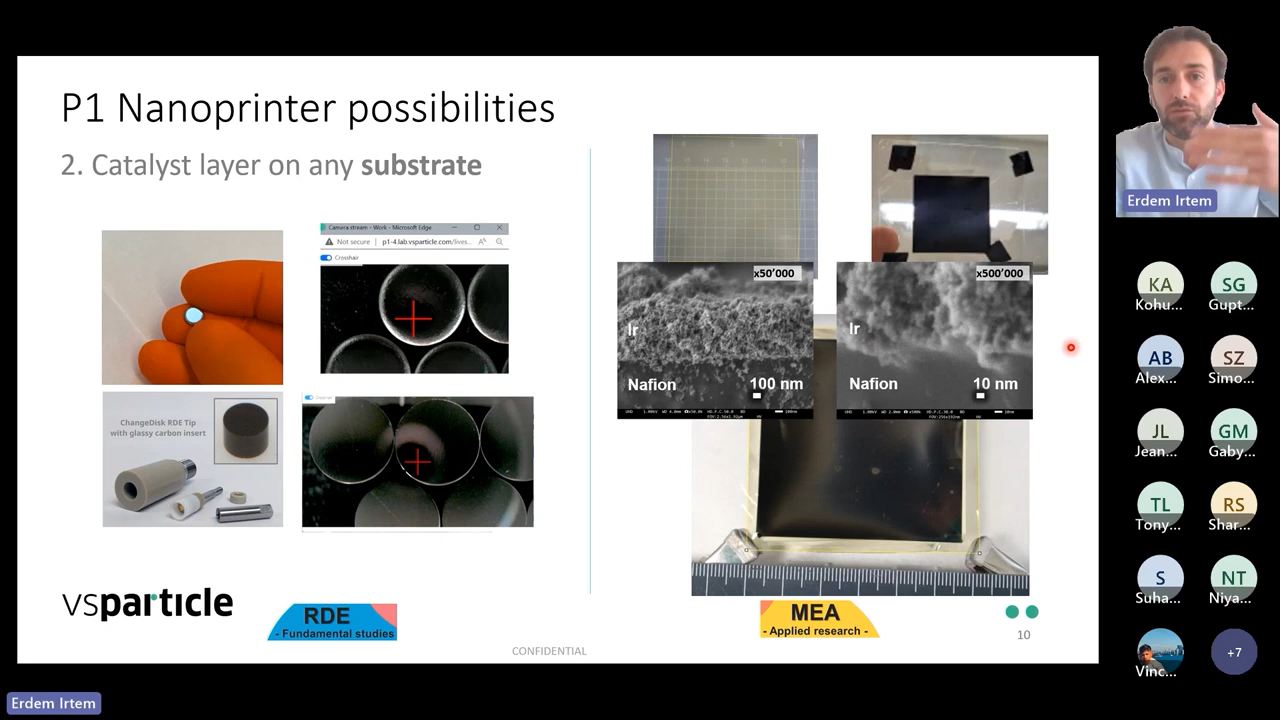 P1 Nanoprinter possibilities
2. Catalyst layer on any substrate
Camera stream - Work - Microsoft Edge
Not secure
p1-4.lab.vsparticle.com/lives...
Crosshair
ChangeDisk RDE Tip
with glassy carbon insert
x50'000
Ir
Nafion
100 nm
x500'000
Ir
Nafion
10 nm
vsparticle
RDE
- Fundamental studies
MEA
- Applied research -
CONFIDENTIAL
10
Erdem Irtem
KA
Kohu...
SG
Gupt...
AB
Alex...
SZ
Simo...
JL
Jean...
GM
Gaby...
TL
Tony...
RS
Shar...
S
Suha...
NT
Niya...
Vinc...
+7
Erdem Irtem